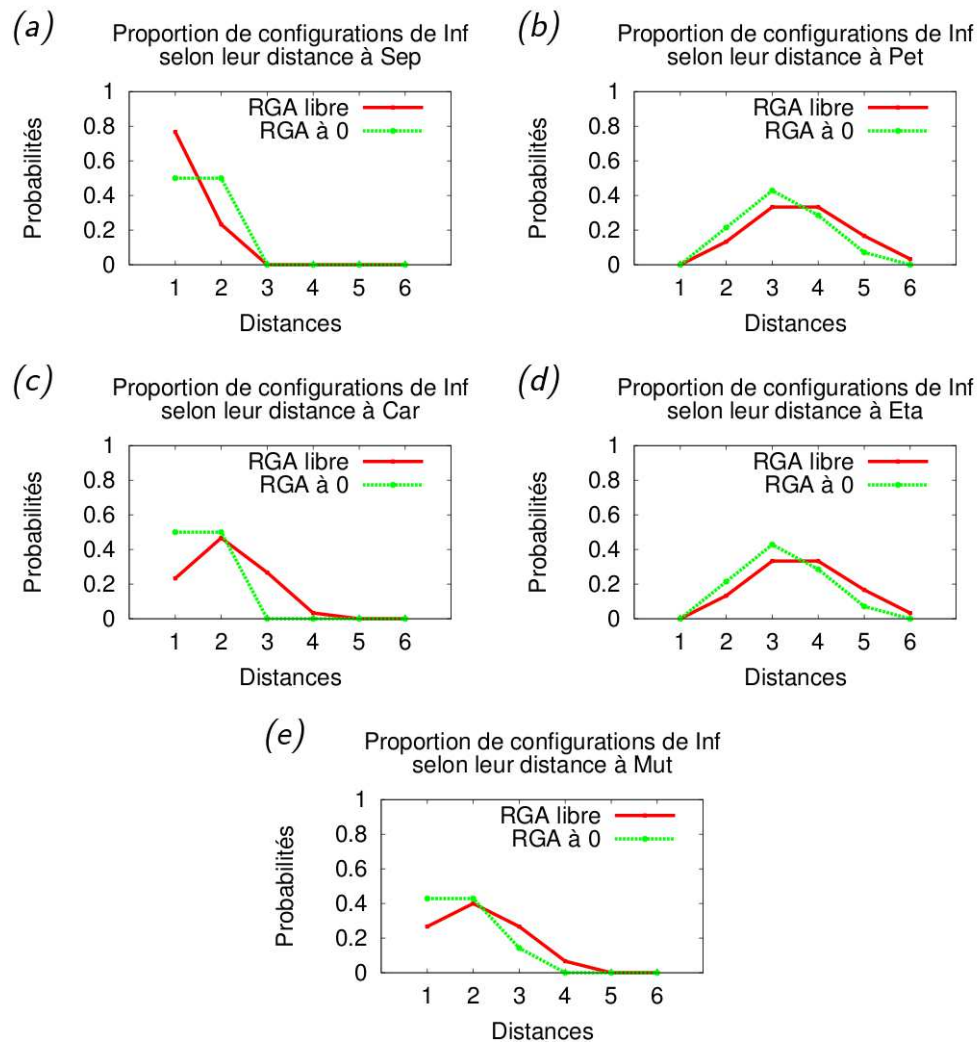 (a)
Proportion de configurations de Inf
selon leur distance à Sep
Probabilités
1
0.8
0.6
0.4
0.2
0
RGA libre
RGA à 0
1 2 3 4 5 6
Distances
(b)
Proportion de configurations de Inf
selon leur distance à Pet
Probabilités
1
0.8
0.6
0.4
0.2
0
RGA libre
RGA à 0
1 2 3 4 5 6
Distances
(c)
Proportion de configurations de Inf
selon leur distance à Car
Probabilités
1
0.8
0.6
0.4
0.2
0
RGA libre
RGA à 0
1 2 3 4 5 6
Distances
(d)
Proportion de configurations de Inf
selon leur distance à Eta
Probabilités
1
0.8
0.6
0.4
0.2
0
RGA libre
RGA à 0
1 2 3 4 5 6
Distances
(e)
Proportion de configurations de Inf
selon leur distance à Mut
Probabilités
1
0.8
0.6
0.4
0.2
0
RGA libre
RGA à 0
1 2 3 4 5 6
Distances